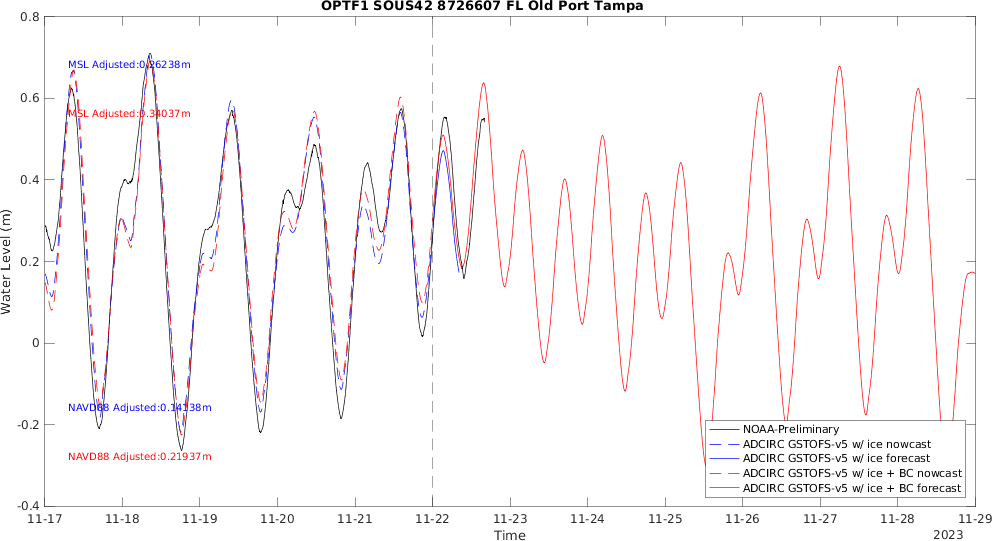 OPTF1 SOUS42 8726607 FL Old Port Tampa
0.8
0.6
0.4
0.2
0
-0.2
-0.4
Water Level (m)
MSL Adjusted:0.26238m
MSL Adjusted:0.34037m
NAVD88 Adjusted:0.14138m
NAVD88 Adjusted:0.21937m
NOAA-Preliminary
ADCIRC GSTOFS-v5 w/ ice nowcast
ADCIRC GSTOFS-v5 w/ ice forecast
ADCIRC GSTOFS-v5 w/ ice + BC nowcast
ADCIRC GSTOFS-v5 w/ ice + BC forecast
11-17 11-18 11-19 11-20 11-21 11-22 11-23 11-24 11-25 11-26 11-27 11-28 11-29
Time
2023